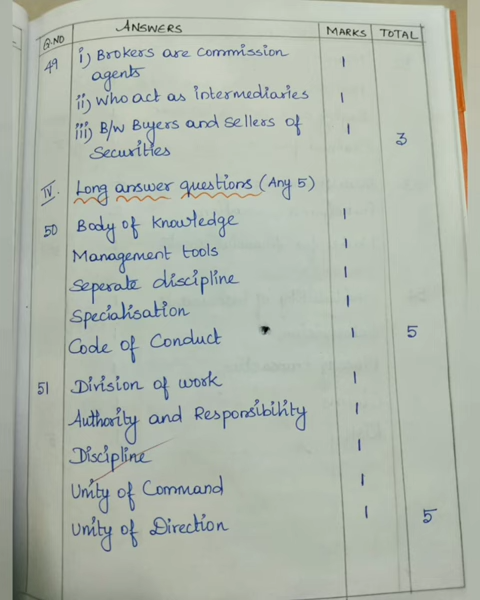 Q.NO ANSWERS MARKS TOTAL
49 i) Brokers are commission 1
agents
ii) Who act as intermediaries 1
iii) B/w Buyers and sellers of 1
Securities 3
IV. Long answer questions (Any 5)
50 Body of knowledge 1
Management tools 1
Seperate discipline 1
Specialisation 1
Code of Conduct 1 5
51 Division of work 1
Authority and Responsibility 1
Discipline 1
Unity of Command 1
Unity of Direction 1 5